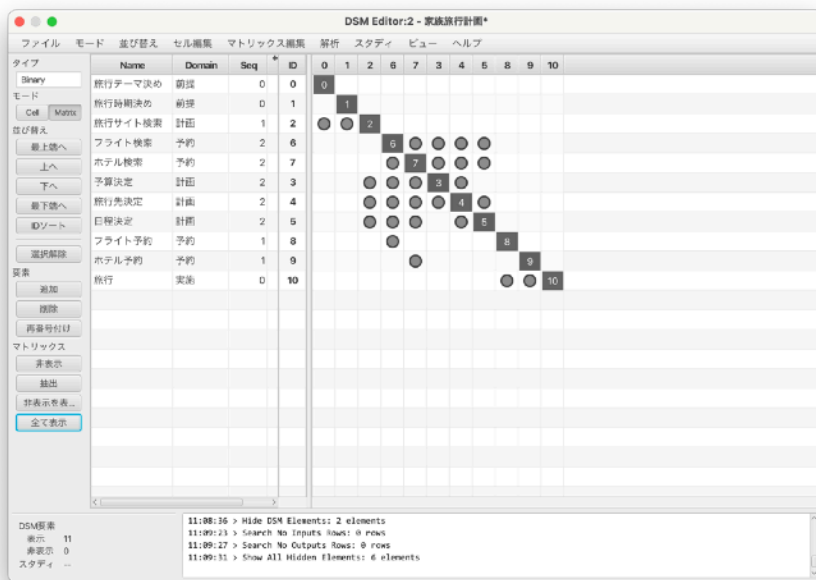 DSM Editor:2 - 家族旅行計画*
ファイル モード 並び替え セル編集 マトリックス編集 解析 スタディ ビュー ヘルプ
タイプ
Binary
モード
Cell Matrix
並び替え
最上端へ
上へ
下へ
最下端へ
IDソート
選択解除
要素
追加
削除
再番号付け
マトリックス
非表示
抽出
非表示を表...
全て表示
Name Domain Seq ID 0 1 2 6 7 3 4 5 8 9 10
旅行テーマ決め 前提 0 0 0
旅行時期決め 前提 0 1 1
旅行サイト検索 計画 1 2 2
フライト検索 予約 2 6 6
ホテル検索 予約 2 7 7
予算決定 計画 2 3 3
旅行先決定 計画 2 4 4
日程決定 計画 2 5 5
フライト予約 予約 1 8 8
ホテル予約 予約 1 9 9
旅行 実施 0 10 10
DSM要素
表示 11
非表示 0
スタディ --
11:08:36 > Hide DSM Elements: 2 elements
11:09:23 > Search No Inputs Rows: 0 rows
11:09:27 > Search No Outputs Rows: 0 rows
11:09:31 > Show All Hidden Elements: 6 elements